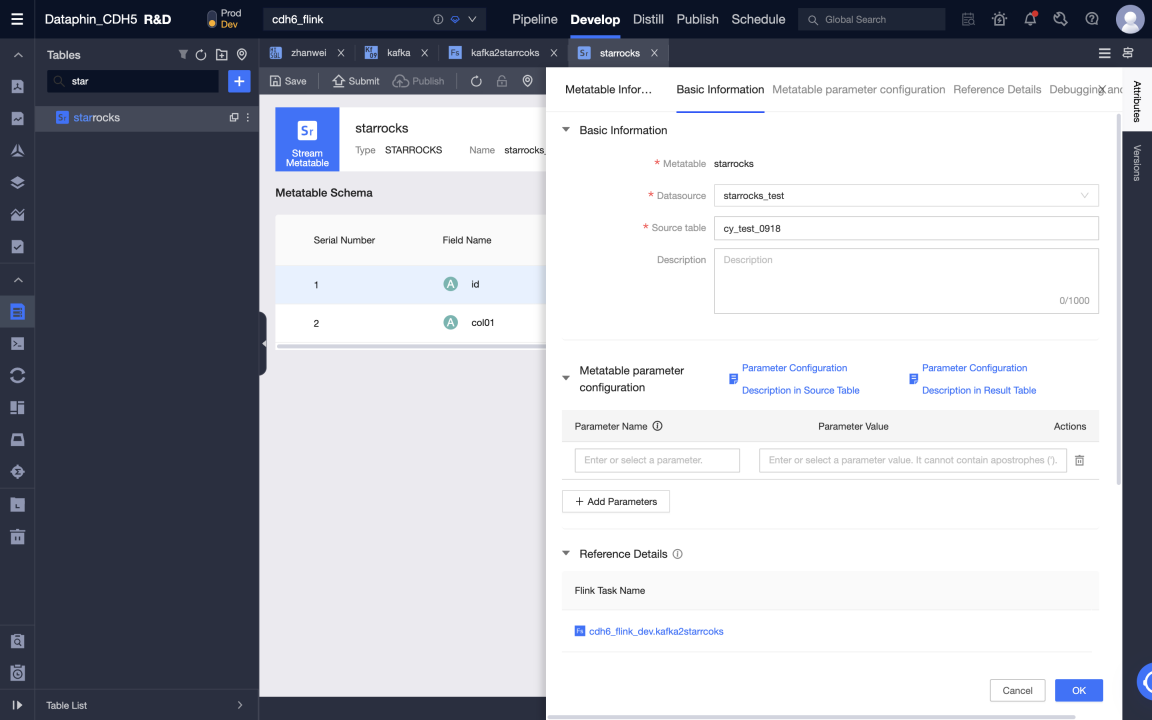 Dataphin_CDH5 R&D
Prod
Dev
cdh6_flink
Pipeline
Develop
Distill
Publish
Schedule
Global Search
Tables
star
starrocks
Table List
zhanwei
kafka
kafka2starrcoks
starrocks
Save
Submit
Publish
Sr
Stream
Metatable
starrocks
Type STARROCKS Name starrocks_
Metatable Schema
Serial Number Field Name
1 A id
2 A col01
Metatable Infor...
Basic Information
Metatable parameter configuration
Reference Details
Debugging
Attributes
Versions
Basic Information
* Metatable starrocks
* Datasource starrocks_test
* Source table cy_test_0918
Description Description
0/1000
Metatable parameter
configuration
Parameter Configuration
Description in Source Table
Parameter Configuration
Description in Result Table
Parameter Name Parameter Value Actions
Enter or select a parameter. Enter or select a parameter value. It cannot contain apostrophes (').
+ Add Parameters
Reference Details
Flink Task Name
Fs cdh6_flink_dev.kafka2starrcoks
Cancel OK